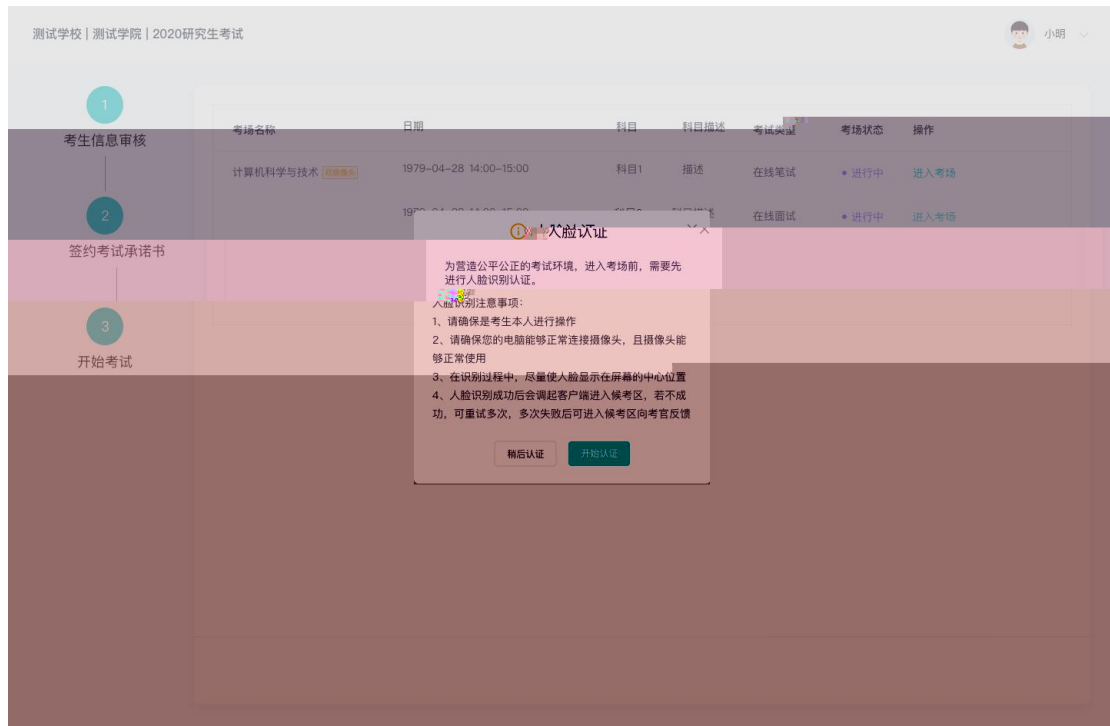 测试学校 | 测试学院 | 2020研究生考试
小明
1
考生信息审核
2
签约考试承诺书
3
开始考试
考场名称 日期 科目 科目描述 考试类型 考场状态 操作
计算机科学与技术 1979-04-28 14:00-15:00 科目1 描述 在线笔试 进行中 进入考场
在线面试 进行中 进入考场
人脸认证
为营造公平公正的考试环境，进入考场前，需要先
进行人脸识别认证。
人脸识别注意事项：
1、请确保是考生本人进行操作
2、请确保您的电脑能够正常连接摄像头，且摄像头能
够正常使用
3、在识别过程中，尽量使人脸显示在屏幕的中心位置
4、人脸识别成功后会调起客户端进入候考区，若不成
功，可重试多次，多次失败后可进入候考区向考官反馈
稍后认证 开始认证